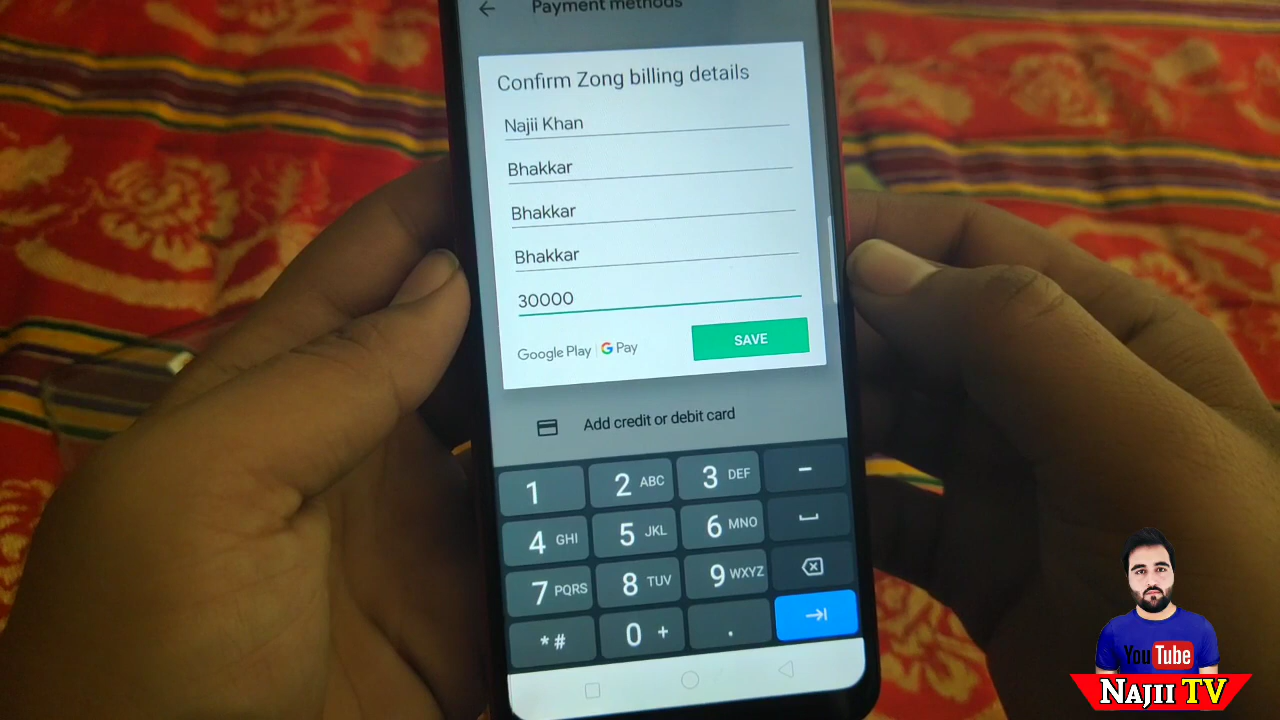 Payment methods
Confirm Zong billing details
Najii Khan
Bhakkar
Bhakkar
Bhakkar
30000
Google Play | G Pay
SAVE
Add credit or debit card
1
2 ABC
3 DEF
-
4 GHI
5 JKL
6 MNO
7 PQRS
8 TUV
9 WXYZ
* #
0 +
.
YouTube
NAJII TV